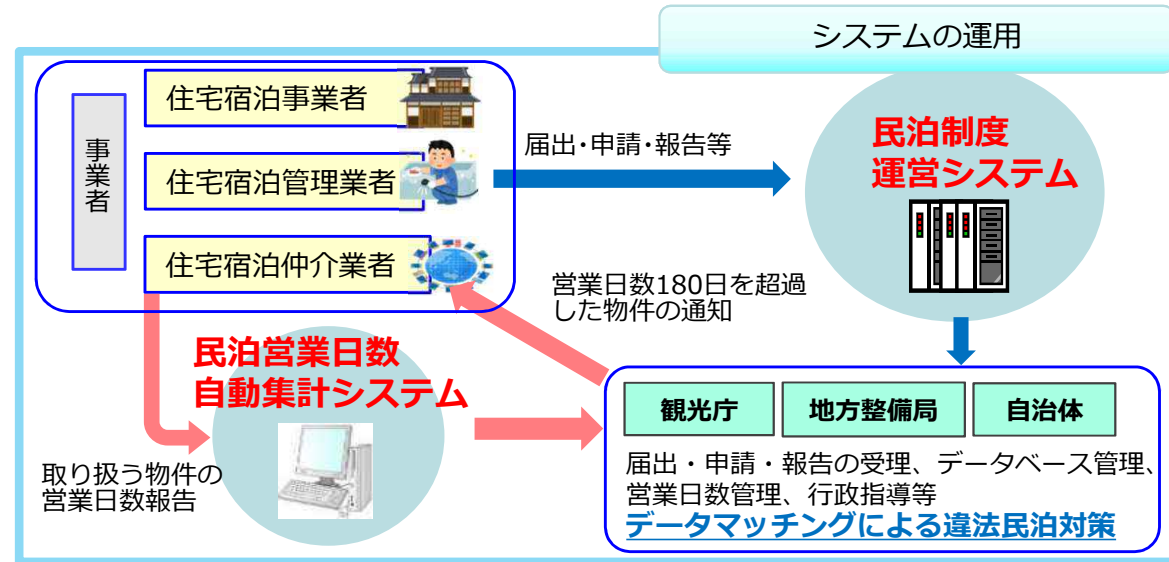 システムの運用
事業者
住宅宿泊事業者
住宅宿泊管理業者
住宅宿泊仲介業者
届出・申請・報告等
民泊制度
運営システム
営業日数180日を超過
した物件の通知
民泊営業日数
自動集計システム
取り扱う物件の
営業日数報告
観光庁
地方整備局
自治体
届出・申請・報告の受理、データベース管理、
営業日数管理、行政指導等
データマッチングによる違法民泊対策